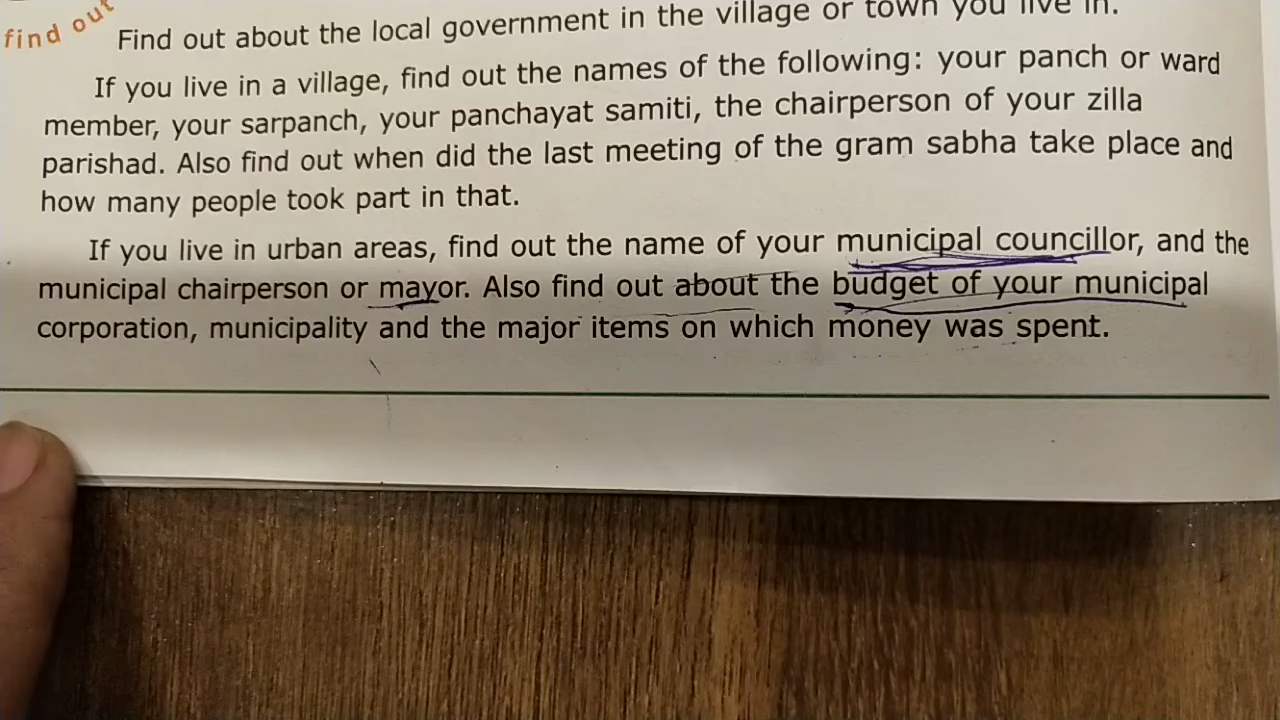 find out
Find out about the local government in the village or town you live in.
If you live in a village, find out the names of the following: your panch or ward
member, your sarpanch, your panchayat samiti, the chairperson of your zilla
parishad. Also find out when did the last meeting of the gram sabha take place and
how many people took part in that.
If you live in urban areas, find out the name of your municipal councillor, and the
municipal chairperson or mayor. Also find out about the budget of your municipal
corporation, municipality and the major items on which money was spent.